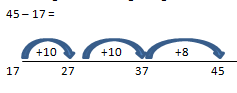 45 – 17 =
+10 +10 +8
17 27 37 45